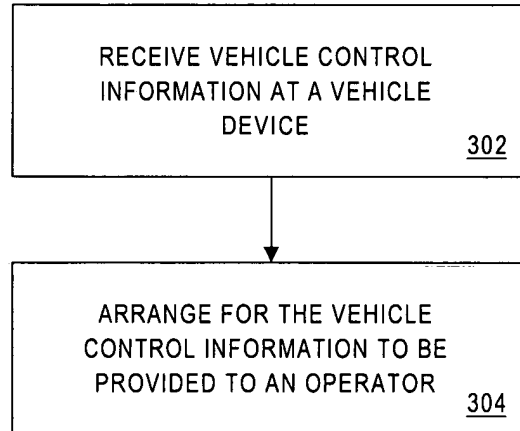 RECEIVE VEHICLE CONTROL
INFORMATION AT A VEHICLE
DEVICE
302
ARRANGE FOR THE VEHICLE
CONTROL INFORMATION TO BE
PROVIDED TO AN OPERATOR
304